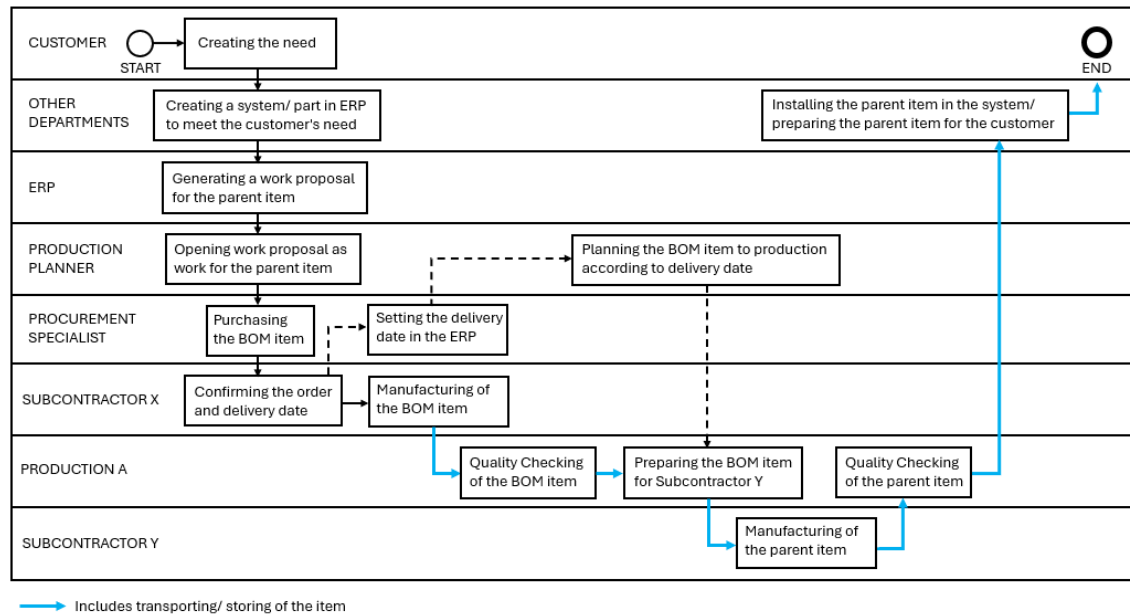 CUSTOMER
START
Creating the need
END
OTHER
DEPARTMENTS
Creating a system/ part in ERP
to meet the customer's need
Installing the parent item in the system/
preparing the parent item for the customer
ERP
Generating a work proposal
for the parent item
PRODUCTION
PLANNER
Opening work proposal as
work for the parent item
Planning the BOM item to production
according to delivery date
PROCUREMENT
SPECIALIST
Purchasing
the BOM item
Setting the delivery
date in the ERP
SUBCONTRACTOR X
Confirming the order
and delivery date
Manufacturing of
the BOM item
PRODUCTION A
Quality Checking
of the BOM item
Preparing the BOM item
for Subcontractor Y
Quality Checking
of the parent item
SUBCONTRACTOR Y
Manufacturing of
the parent item
Includes transporting/ storing of the item